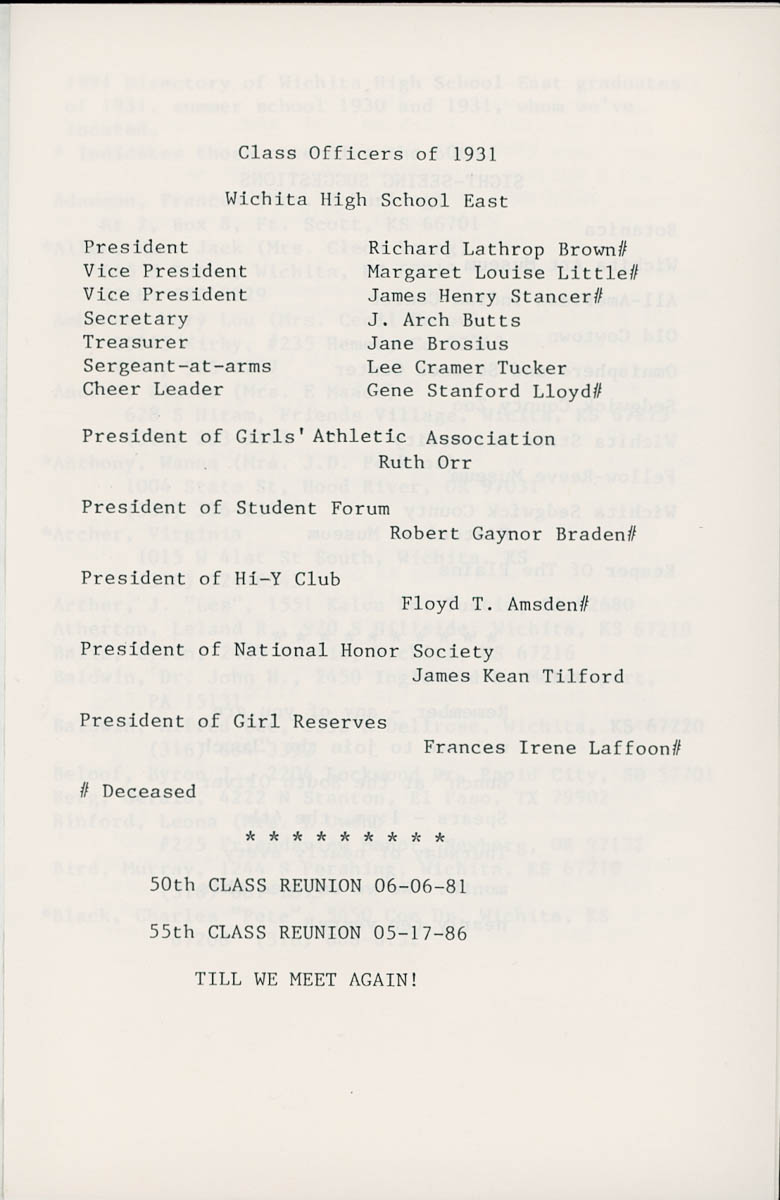 Class Officers of 1931
Wichita High School East
President Richard Lathrop Brown#
Vice President Margaret Louise Little#
Vice President James Henry Stancer#
Secretary J. Arch Butts
Treasurer Jane Brosius
Sergeant-at-arms Lee Cramer Tucker
Cheer Leader Gene Stanford Lloyd#
President of Girls' Athletic Association
Ruth Orr
President of Student Forum
Robert Gaynor Braden#
President of Hi-Y Club
Floyd T. Amsden#
President of National Honor Society
James Kean Tilford
President of Girl Reserves
Frances Irene Laffoon#
# Deceased
* * * * * * * * *
50th CLASS REUNION 06-06-81
55th CLASS REUNION 05-17-86
TILL WE MEET AGAIN!